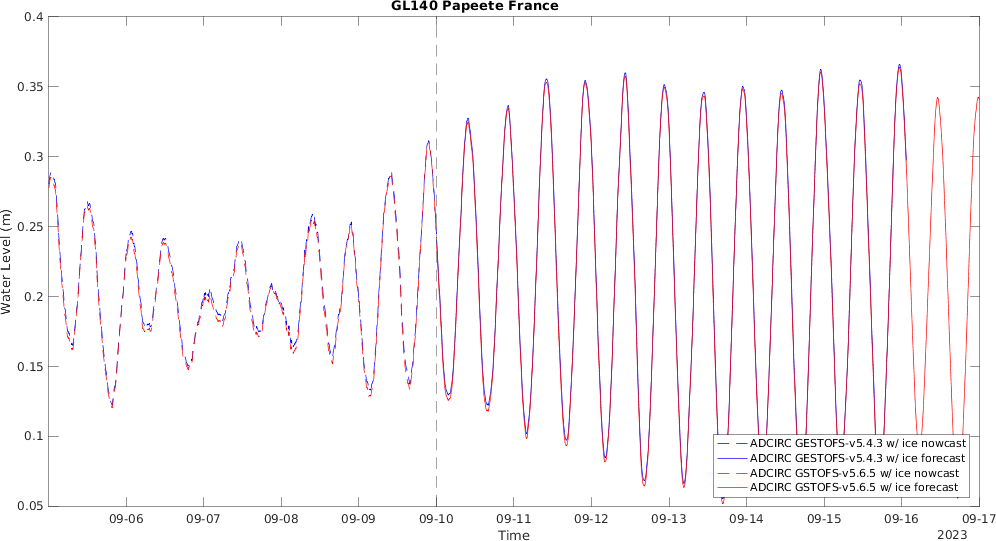 GL140 Papeete France
0.4
0.35
0.3
0.25
0.2
0.15
0.1
0.05
Water Level (m)
ADCIRC GESTOFS-v5.4.3 w/ ice nowcast
ADCIRC GESTOFS-v5.4.3 w/ ice forecast
ADCIRC GSTOFS-v5.6.5 w/ ice nowcast
ADCIRC GSTOFS-v5.6.5 w/ ice forecast
09-06 09-07 09-08 09-09 09-10 09-11 09-12 09-13 09-14 09-15 09-16 09-17
Time
2023